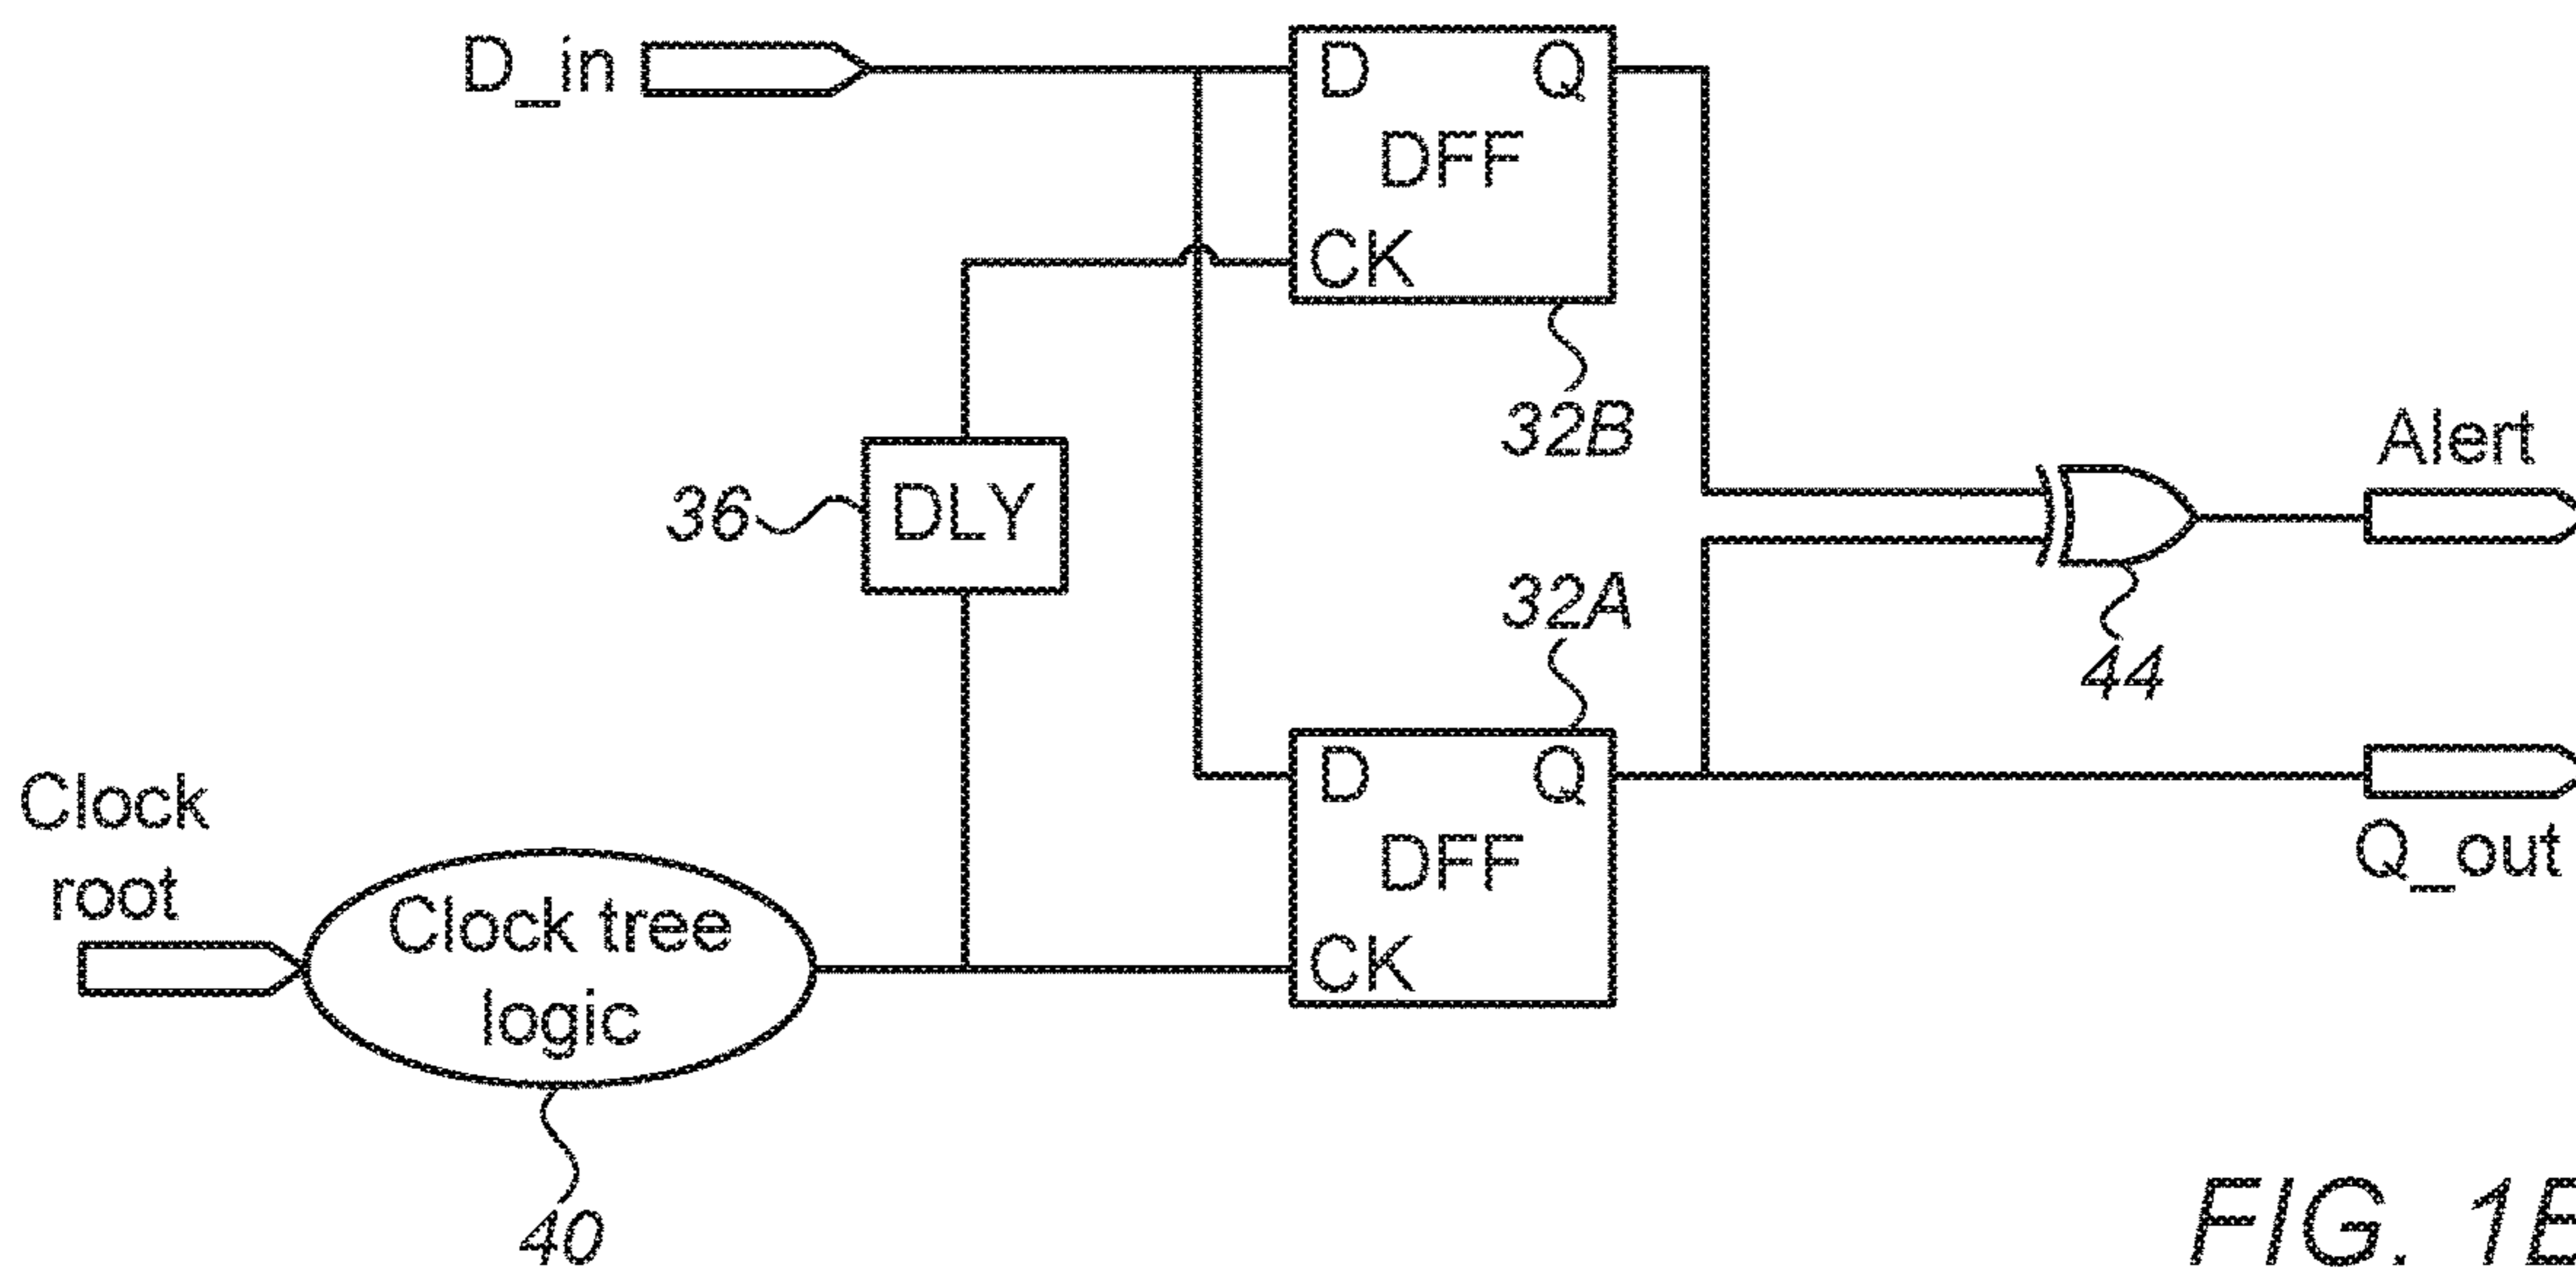 D_in
D Q
DFF
CK
32B
36
DLY
Alert
32A
44
Clock
root
D Q
DFF
CK
Q_out
Clock tree
logic
40
FIG.